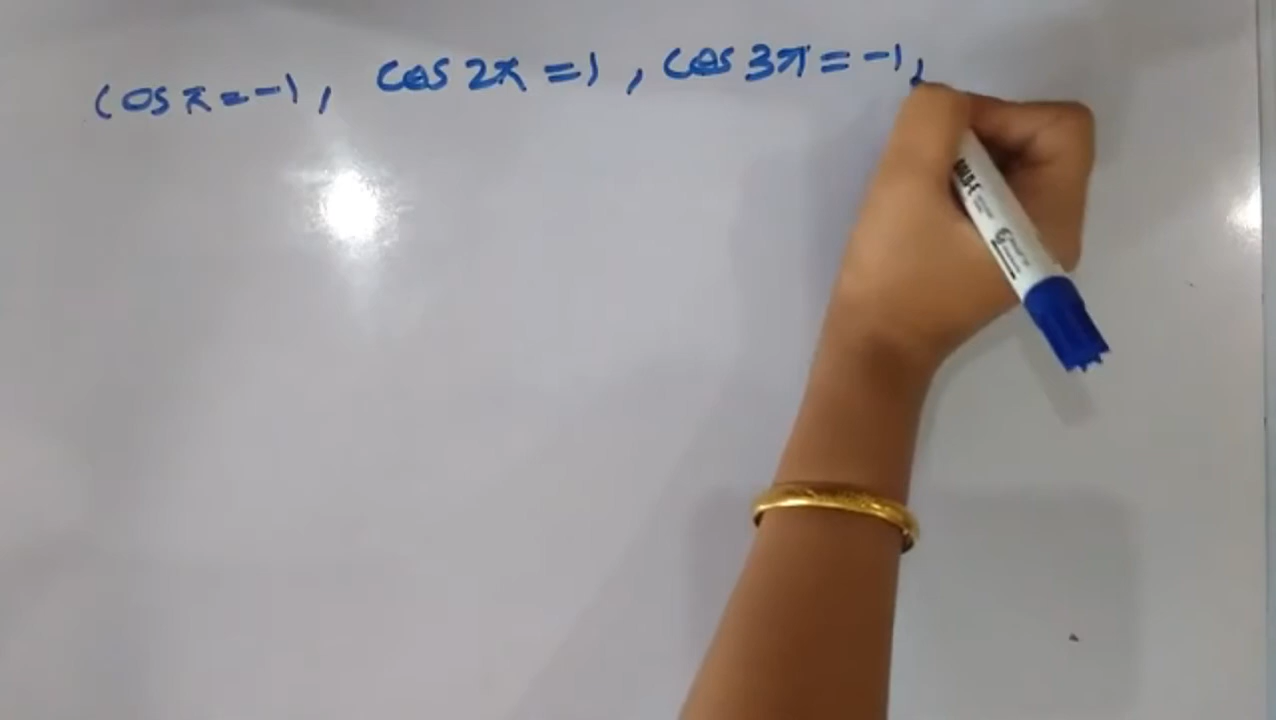 cos π = -1, cos 2π = 1, cos 3π = -1,